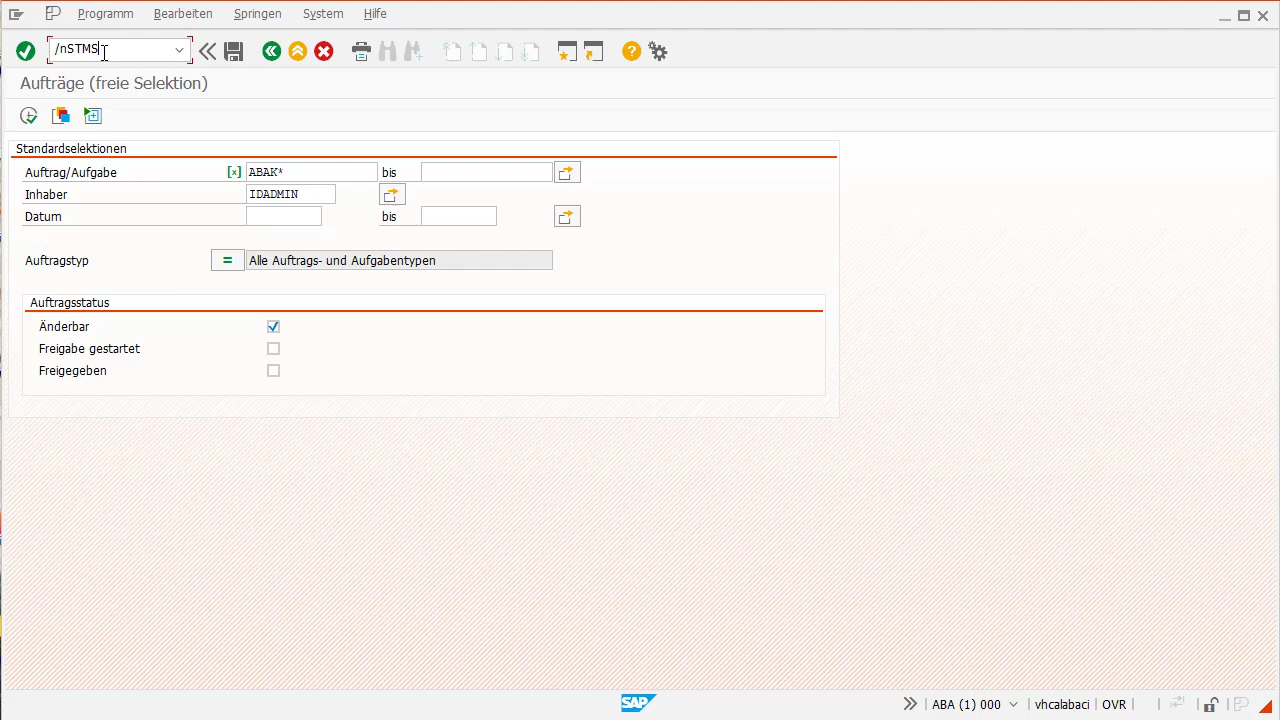 Programm Bearbeiten Springen System Hilfe
/nSTMS
Aufträge (freie Selektion)
Standardselektionen
Auftrag/Aufgabe [x] ABAK* bis
Inhaber IDADMIN
Datum bis
Auftragstyp = Alle Auftrags- und Aufgabentypen
Auftragsstatus
Änderbar
Freigabe gestartet
Freigegeben
SAP ABA (1) 000 vhcalabaci OVR